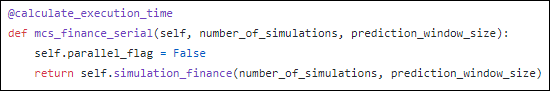 @calculate_execution_time
def mcs_finance_serial(self, number_of_simulations, prediction_window_size):
    self.parallel_flag = False
    return self.simulation_finance(number_of_simulations, prediction_window_size)